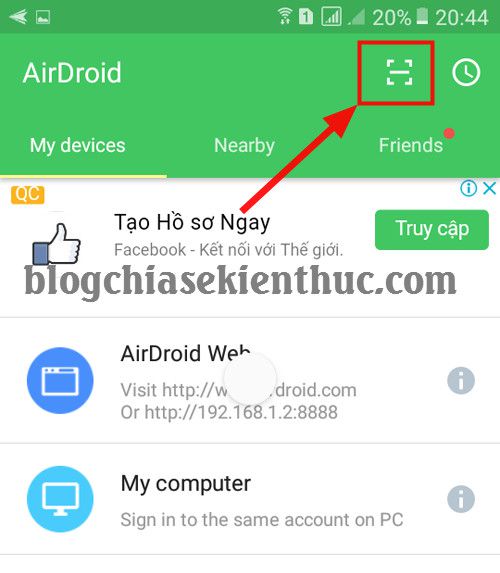 1 20% 20:44
AirDroid
My devices Nearby Friends
QC
Tạo Hồ sơ Ngay
Facebook - Kết nối với Thế giới.
Truy cập
blogchiasekienthuc.com
AirDroid Web
Visit http://w droid.com
Or http://192.168.1.2:8888
My computer
Sign in to the same account on PC